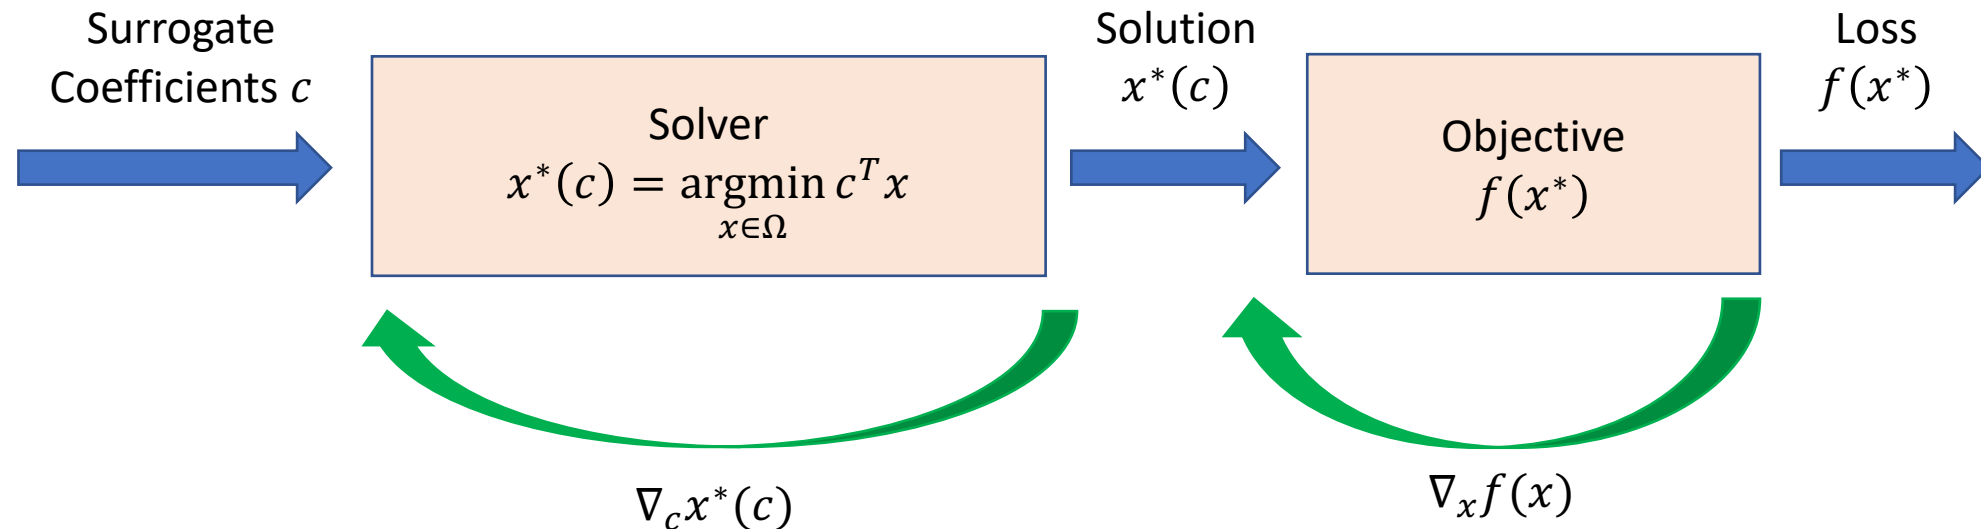 Surrogate
Coefficients c
Solver
x*(c) = argmin c^T x
x∈Ω
Solution
x*(c)
Objective
f(x*)
Loss
f(x*)
∇_c x*(c)
∇_x f(x)